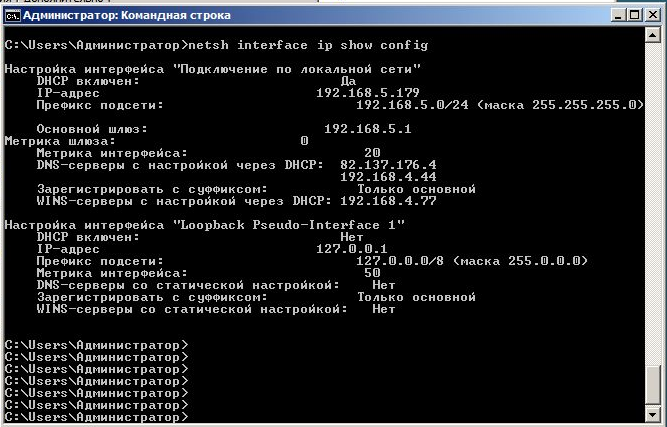 Администратор: Командная строка
C:\Users\Администратор>netsh interface ip show config
Настройка интерфейса "Подключение по локальной сети"
DHCP включен: Да
IP-адрес 192.168.5.179
Префикс подсети: 192.168.5.0/24 (маска 255.255.255.0)
Основной шлюз: 192.168.5.1
Метрика шлюза: 0
Метрика интерфейса: 20
DNS-серверы с настройкой через DHCP: 82.137.176.4
192.168.4.44
Зарегистрировать с суффиксом: Только основной
WINS-серверы с настройкой через DHCP: 192.168.4.77
Настройка интерфейса "Loopback Pseudo-Interface 1"
DHCP включен: Нет
IP-адрес 127.0.0.1
Префикс подсети: 127.0.0.0/8 (маска 255.0.0.0)
Метрика интерфейса: 50
DNS-серверы со статической настройкой: Нет
Зарегистрировать с суффиксом: Только основной
WINS-серверы со статической настройкой: Нет
C:\Users\Администратор>
C:\Users\Администратор>
C:\Users\Администратор>
C:\Users\Администратор>
C:\Users\Администратор>
C:\Users\Администратор>
C:\Users\Администратор>